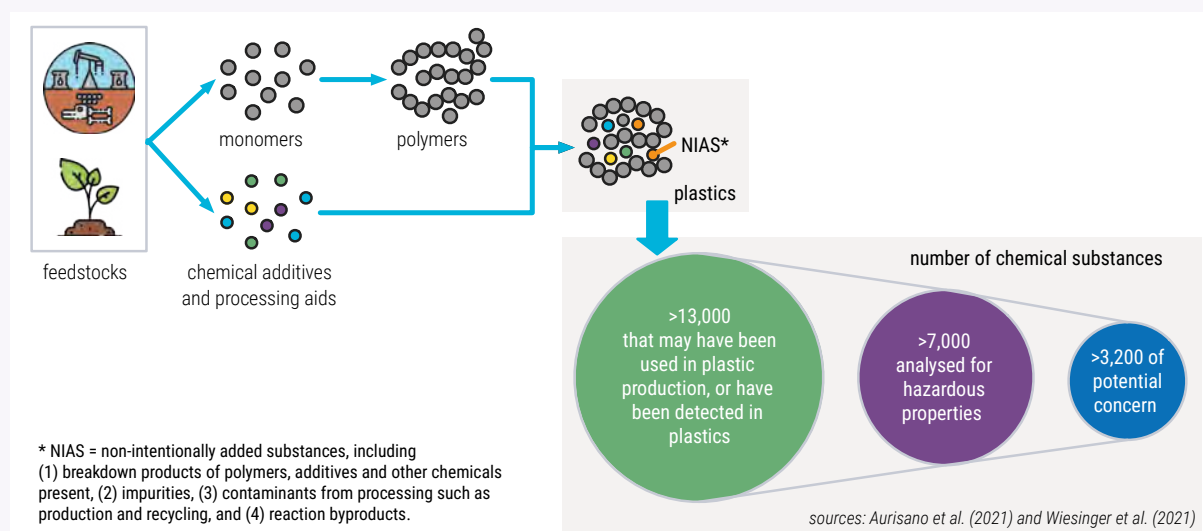 monomers
polymers
NIAS*
plastics
feedstocks
chemical additives
and processing aids
number of chemical substances
>13,000
that may have been
used in plastic
production, or have
been detected in
plastics
>7,000
analysed for
hazardous
properties
>3,200 of
potential
concern
* NIAS = non-intentionally added substances, including
(1) breakdown products of polymers, additives and other chemicals
present, (2) impurities, (3) contaminants from processing such as
production and recycling, and (4) reaction byproducts.
sources: Aurisano et al. (2021) and Wiesinger et al. (2021)